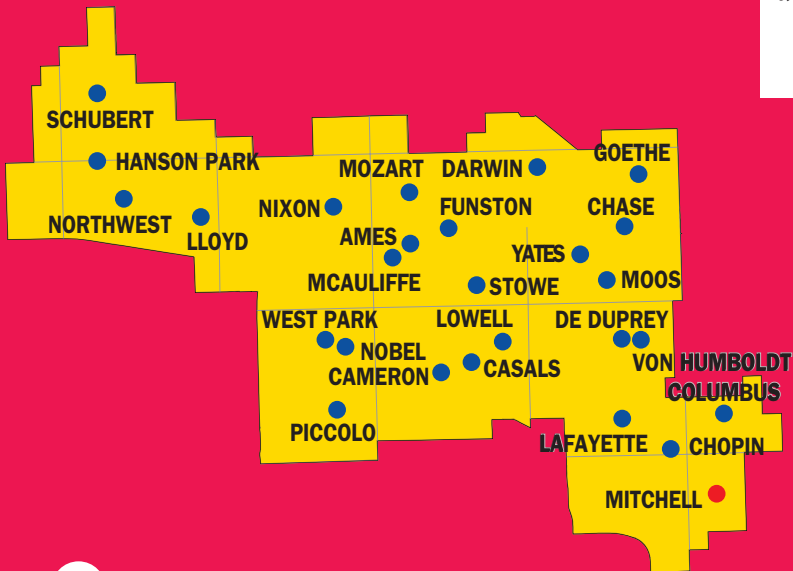 SCHUBERT
HANSON PARK
NORTHWEST
LLOYD
MOZART
DARWIN
GOETHE
NIXON
FUNSTON
CHASE
AMES
YATES
MCAULIFFE
STOWE
MOOS
WEST PARK
LOWELL
DE DUPREY
NOBEL
VON HUMBOLDT
CAMERON
CASALS
COLUMBUS
PICCOLO
LAFAYETTE
CHOPIN
MITCHELL